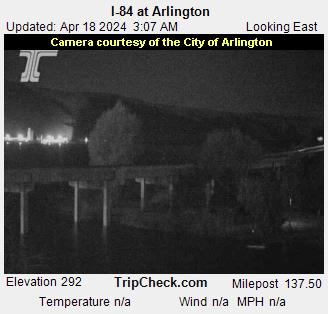 I-84 at Arlington
Updated: Apr 18 2024 3:07 AM Looking East
Camera courtesy of the City of Arlington
Elevation 292 TripCheck.com Milepost 137.50
Temperature n/a Wind n/a MPH n/a